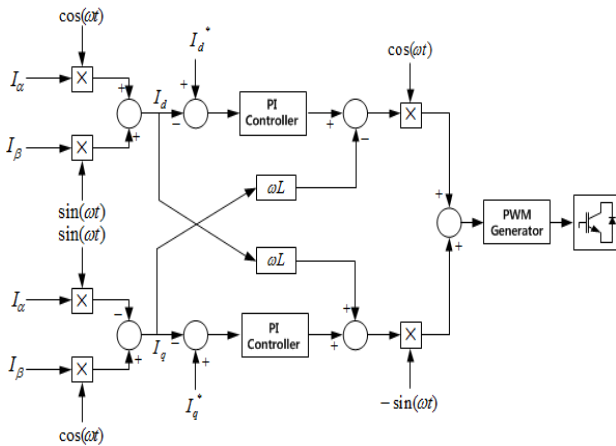 cos(ωt)
I_d*
cos(ωt)
I_α
X
+
+
I_d
−
+
PI
Controller
+
−
X
I_β
X
ωL
sin(ωt)
sin(ωt)
+
+
PWM
Generator
ωL
I_α
X
−
+
I_q
−
+
PI
Controller
+
+
X
I_β
X
I_q*
− sin(ωt)
cos(ωt)